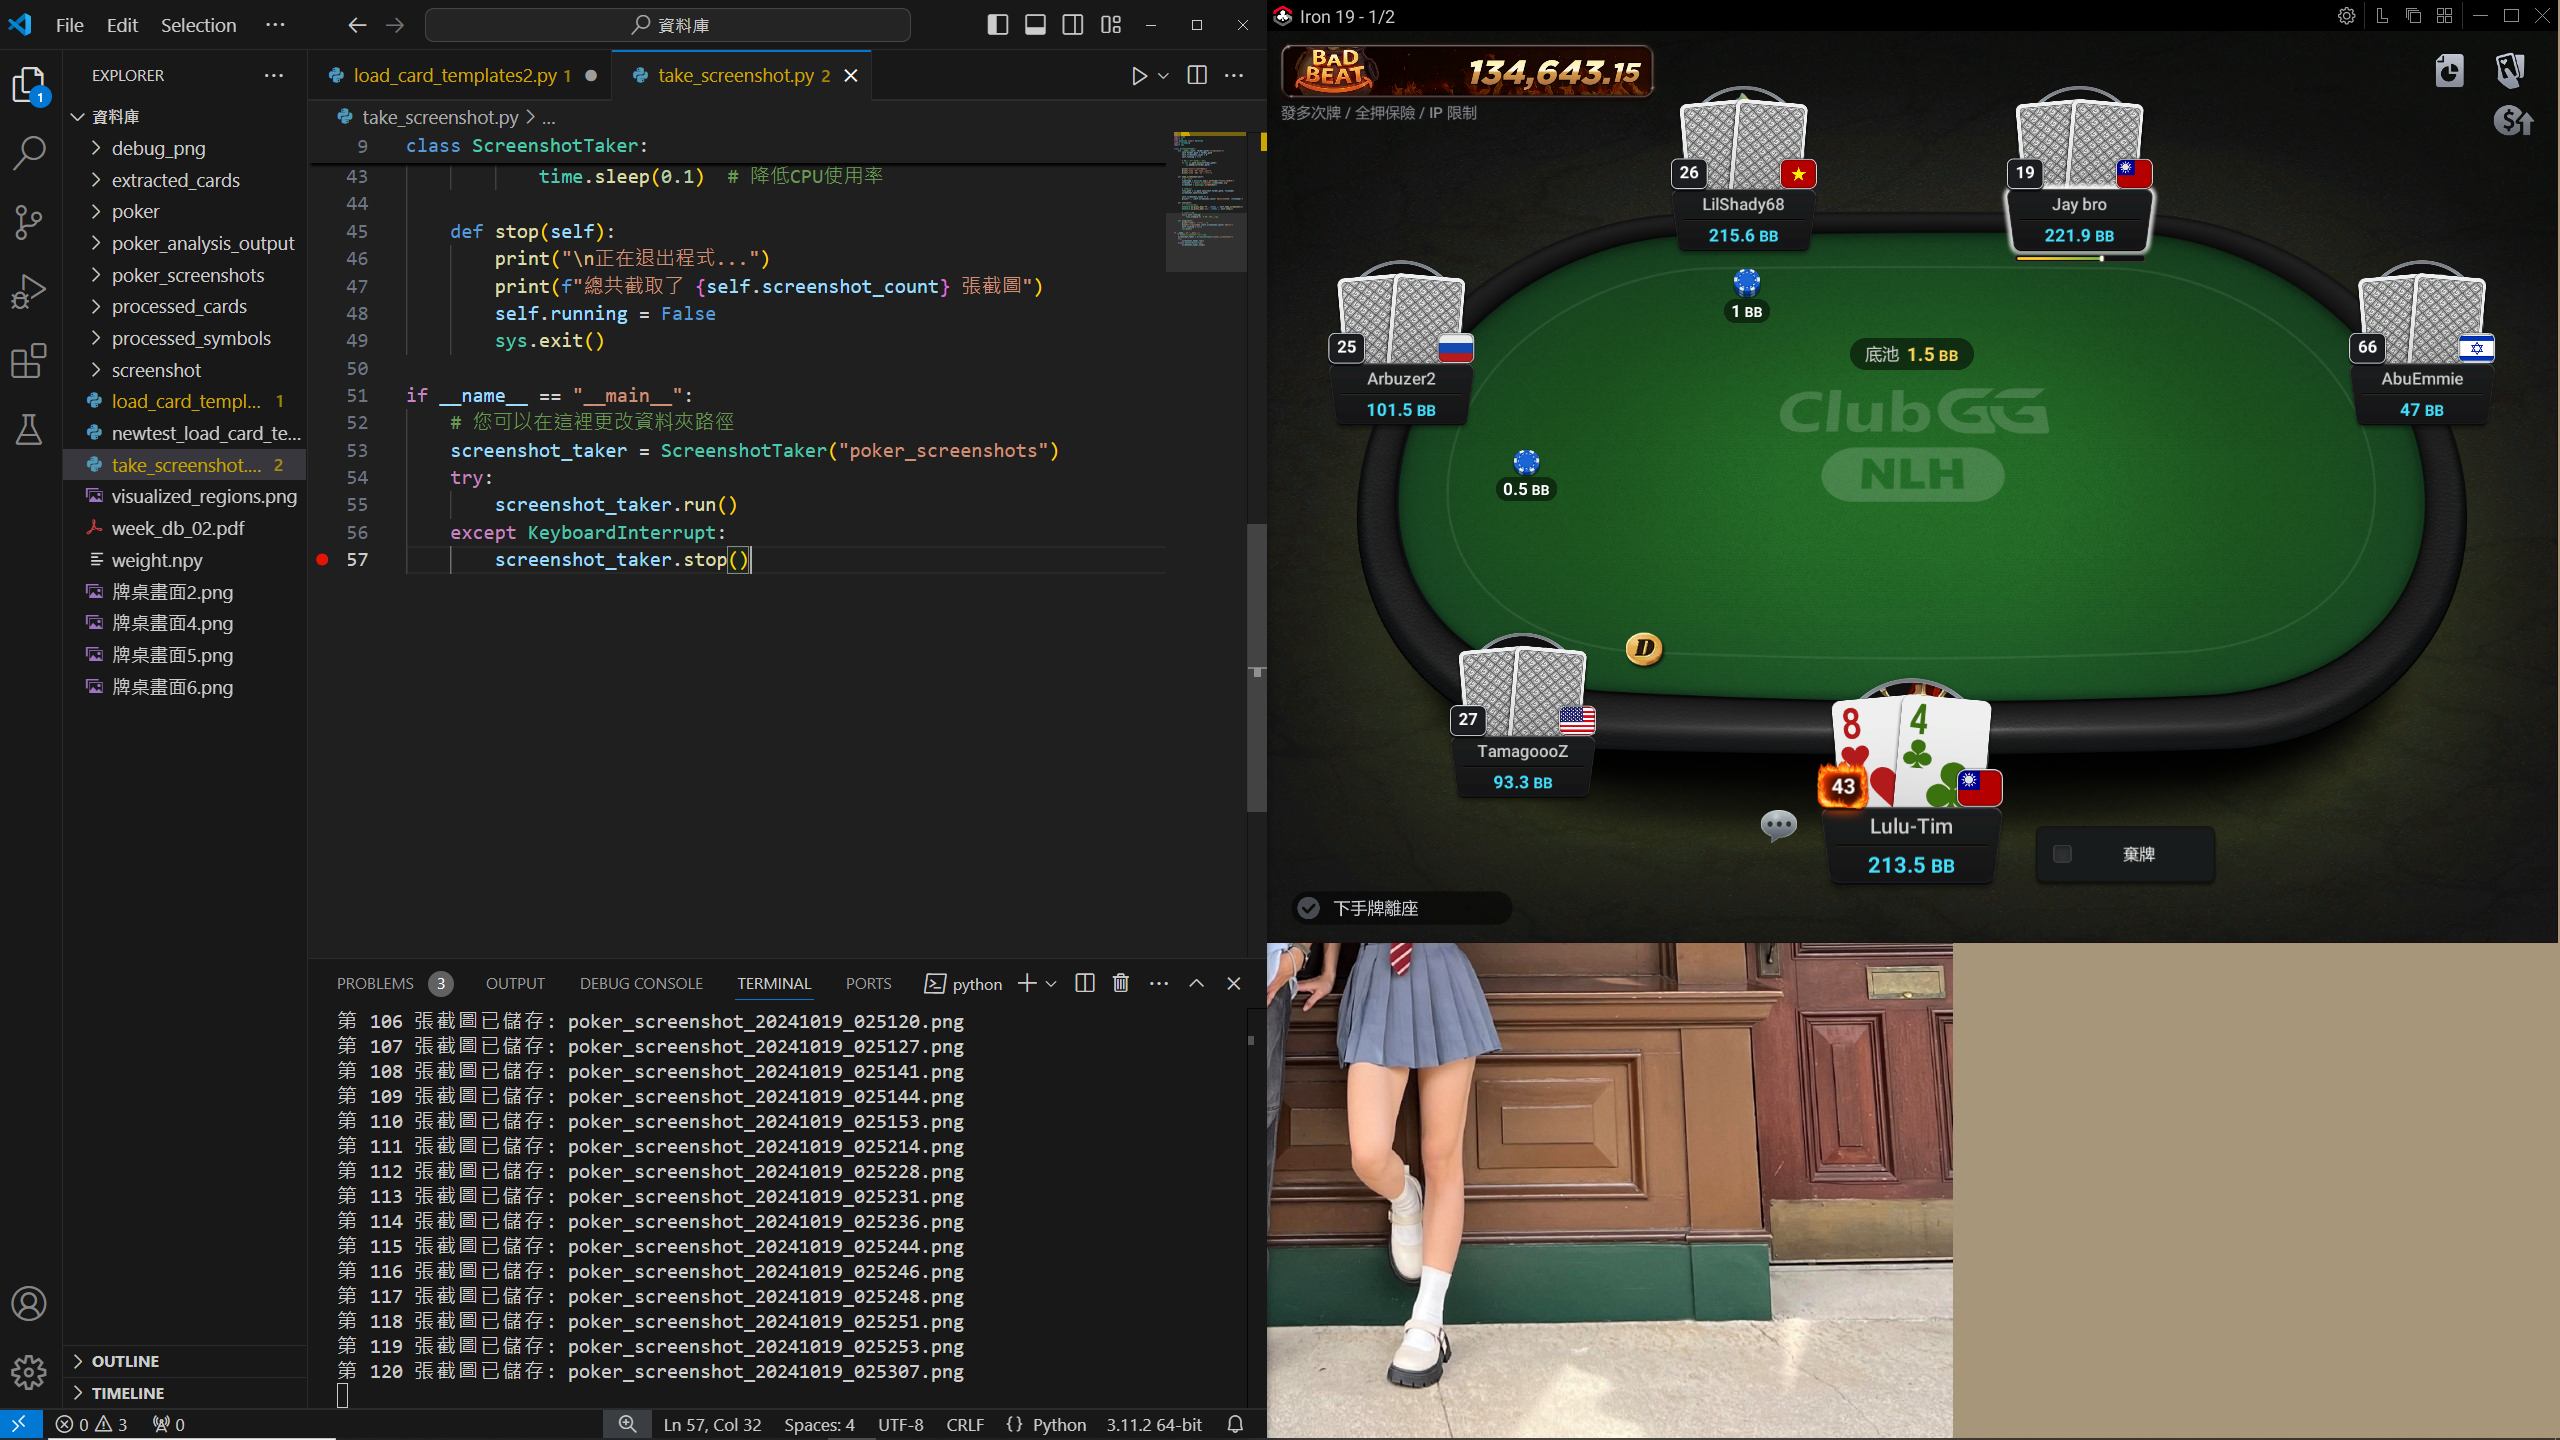 File Edit Selection ···
資料庫
EXPLORER
資料庫
debug_png
extracted_cards
poker
poker_analysis_output
poker_screenshots
processed_cards
processed_symbols
screenshot
load_card_templ... 1
newtest_load_card_te...
take_screenshot.... 2
visualized_regions.png
week_db_02.pdf
weight.npy
牌桌畫面2.png
牌桌畫面4.png
牌桌畫面5.png
牌桌畫面6.png
OUTLINE
TIMELINE
1
load_card_templates2.py 1
take_screenshot.py 2
take_screenshot.py > ...
9 class ScreenshotTaker:
43 time.sleep(0.1) # 降低CPU使用率
44
45 def stop(self):
46 print("\n正在退出程式...")
47 print(f"總共截取了 {self.screenshot_count} 張截圖")
48 self.running = False
49 sys.exit()
50
51 if __name__ == "__main__":
52 # 您可以在這裡更改資料夾路徑
53 screenshot_taker = ScreenshotTaker("poker_screenshots")
54 try:
55 screenshot_taker.run()
56 except KeyboardInterrupt:
57 screenshot_taker.stop()
PROBLEMS 3 OUTPUT DEBUG CONSOLE TERMINAL PORTS python
第 106 張截圖已儲存: poker_screenshot_20241019_025120.png
第 107 張截圖已儲存: poker_screenshot_20241019_025127.png
第 108 張截圖已儲存: poker_screenshot_20241019_025141.png
第 109 張截圖已儲存: poker_screenshot_20241019_025144.png
第 110 張截圖已儲存: poker_screenshot_20241019_025153.png
第 111 張截圖已儲存: poker_screenshot_20241019_025214.png
第 112 張截圖已儲存: poker_screenshot_20241019_025228.png
第 113 張截圖已儲存: poker_screenshot_20241019_025231.png
第 114 張截圖已儲存: poker_screenshot_20241019_025236.png
第 115 張截圖已儲存: poker_screenshot_20241019_025244.png
第 116 張截圖已儲存: poker_screenshot_20241019_025246.png
第 117 張截圖已儲存: poker_screenshot_20241019_025248.png
第 118 張截圖已儲存: poker_screenshot_20241019_025251.png
第 119 張截圖已儲存: poker_screenshot_20241019_025253.png
第 120 張截圖已儲存: poker_screenshot_20241019_025307.png
0 3 0 Ln 57, Col 32 Spaces: 4 UTF-8 CRLF {} Python 3.11.2 64-bit
Iron 19 - 1/2
BAD BEAT 134,643.15
發多次牌 / 全押保險 / IP 限制
26
LilShady68
215.6 BB
19
Jay bro
221.9 BB
1 BB
25
Arbuzer2
101.5 BB
66
AbuEmmie
47 BB
底池 1.5 BB
ClubGG
NLH
0.5 BB
D
27
TamagoooZ
93.3 BB
8 4
43
Lulu-Tim
213.5 BB
棄牌
下手牌離座